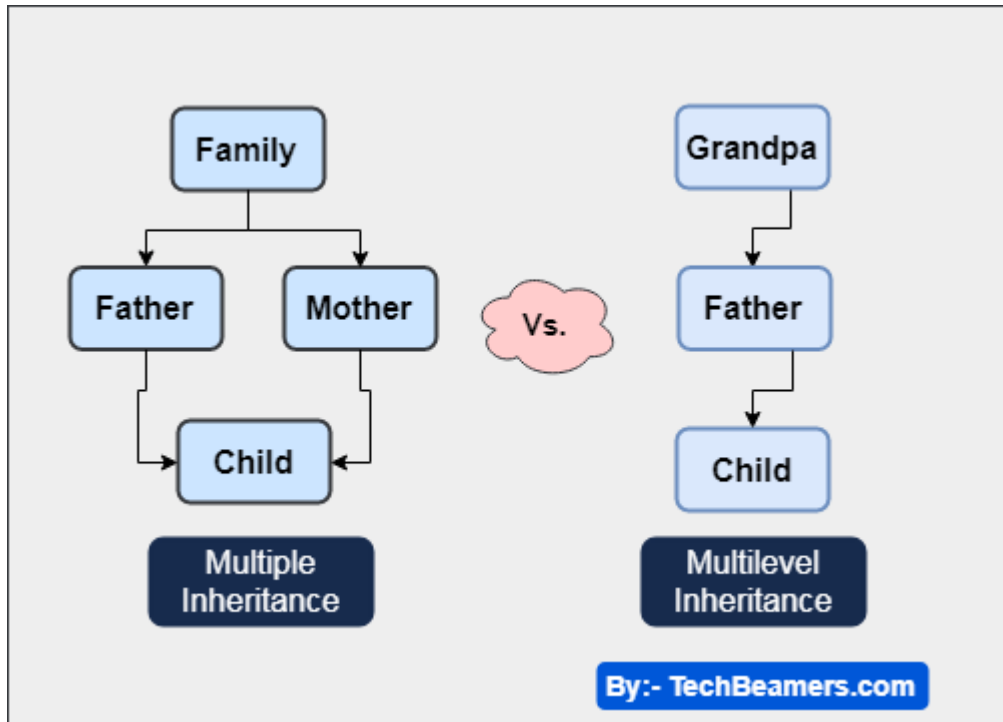 Family
Father
Mother
Child
Multiple
Inheritance
Vs.
Grandpa
Father
Child
Multilevel
Inheritance
By:- TechBeamers.com